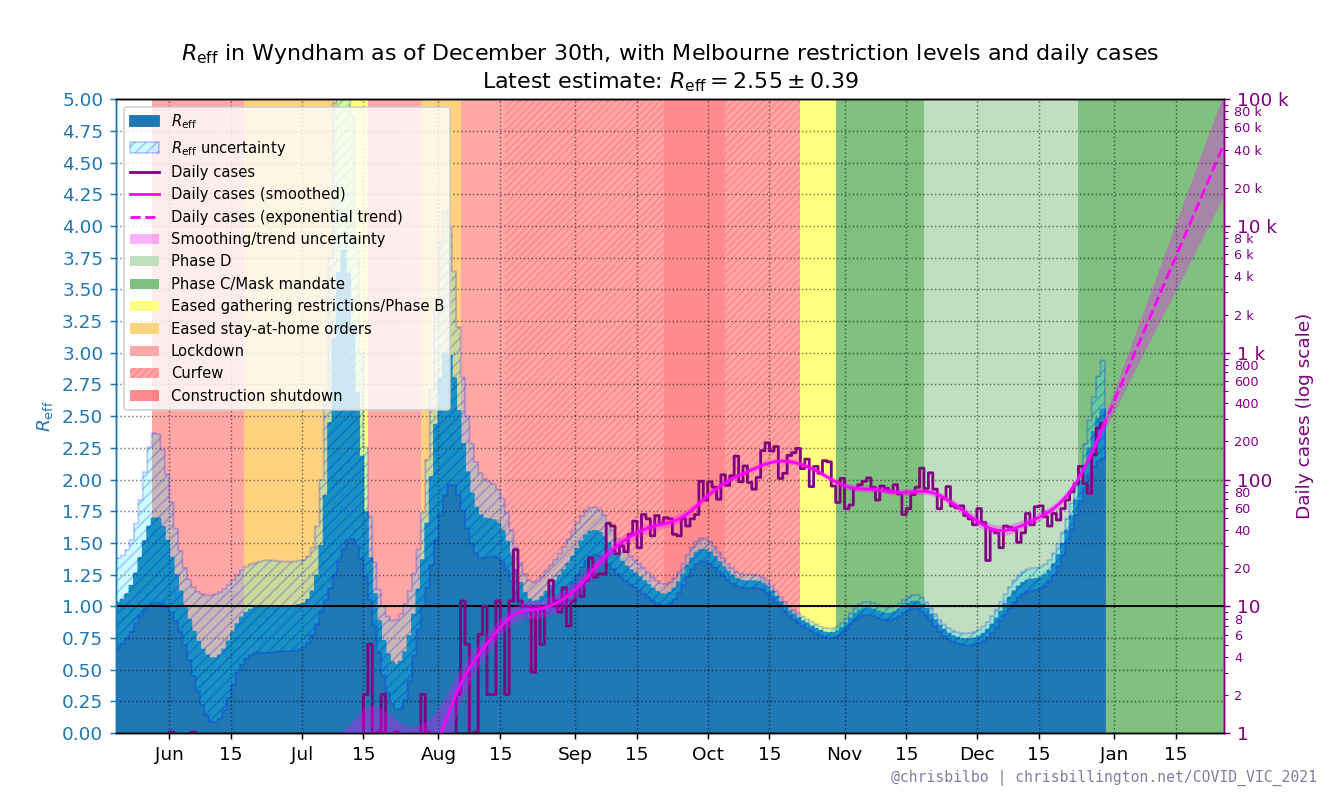 Reff in Wyndham as of December 30th, with Melbourne restriction levels and daily cases
Latest estimate: Reff = 2.55 ± 0.39
5.00
4.75
4.50
4.25
4.00
3.75
3.50
3.25
3.00
2.75
2.50
2.25
2.00
1.75
1.50
1.25
1.00
0.75
0.50
0.25
0.00
Reff
Reff
Reff uncertainty
Daily cases
Daily cases (smoothed)
Daily cases (exponential trend)
Smoothing/trend uncertainty
Phase D
Phase C/Mask mandate
Eased gathering restrictions/Phase B
Eased stay-at-home orders
Lockdown
Curfew
Construction shutdown
100 k
80 k
60 k
40 k
20 k
10 k
8 k
6 k
4 k
2 k
1 k
800
600
400
200
100
80
60
40
20
10
8
6
4
2
1
Daily cases (log scale)
Jun 15 Jul 15 Aug 15 Sep 15 Oct 15 Nov 15 Dec 15 Jan 15
@chrisbilbo | chrisbillington.net/COVID_VIC_2021